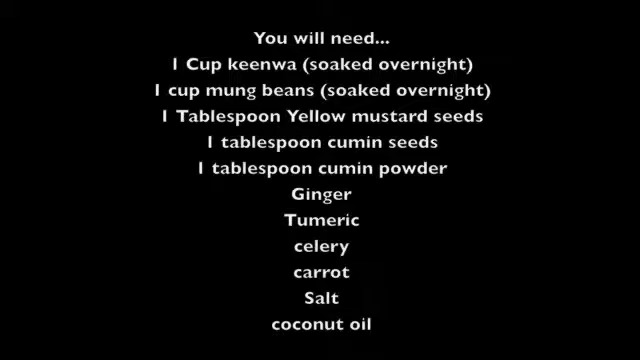 You will need...
1 Cup keenwa (soaked overnight)
1 cup mung beans (soaked overnight)
1 Tablespoon Yellow mustard seeds
1 tablespoon cumin seeds
1 tablespoon cumin powder
Ginger
Tumeric
celery
carrot
Salt
coconut oil